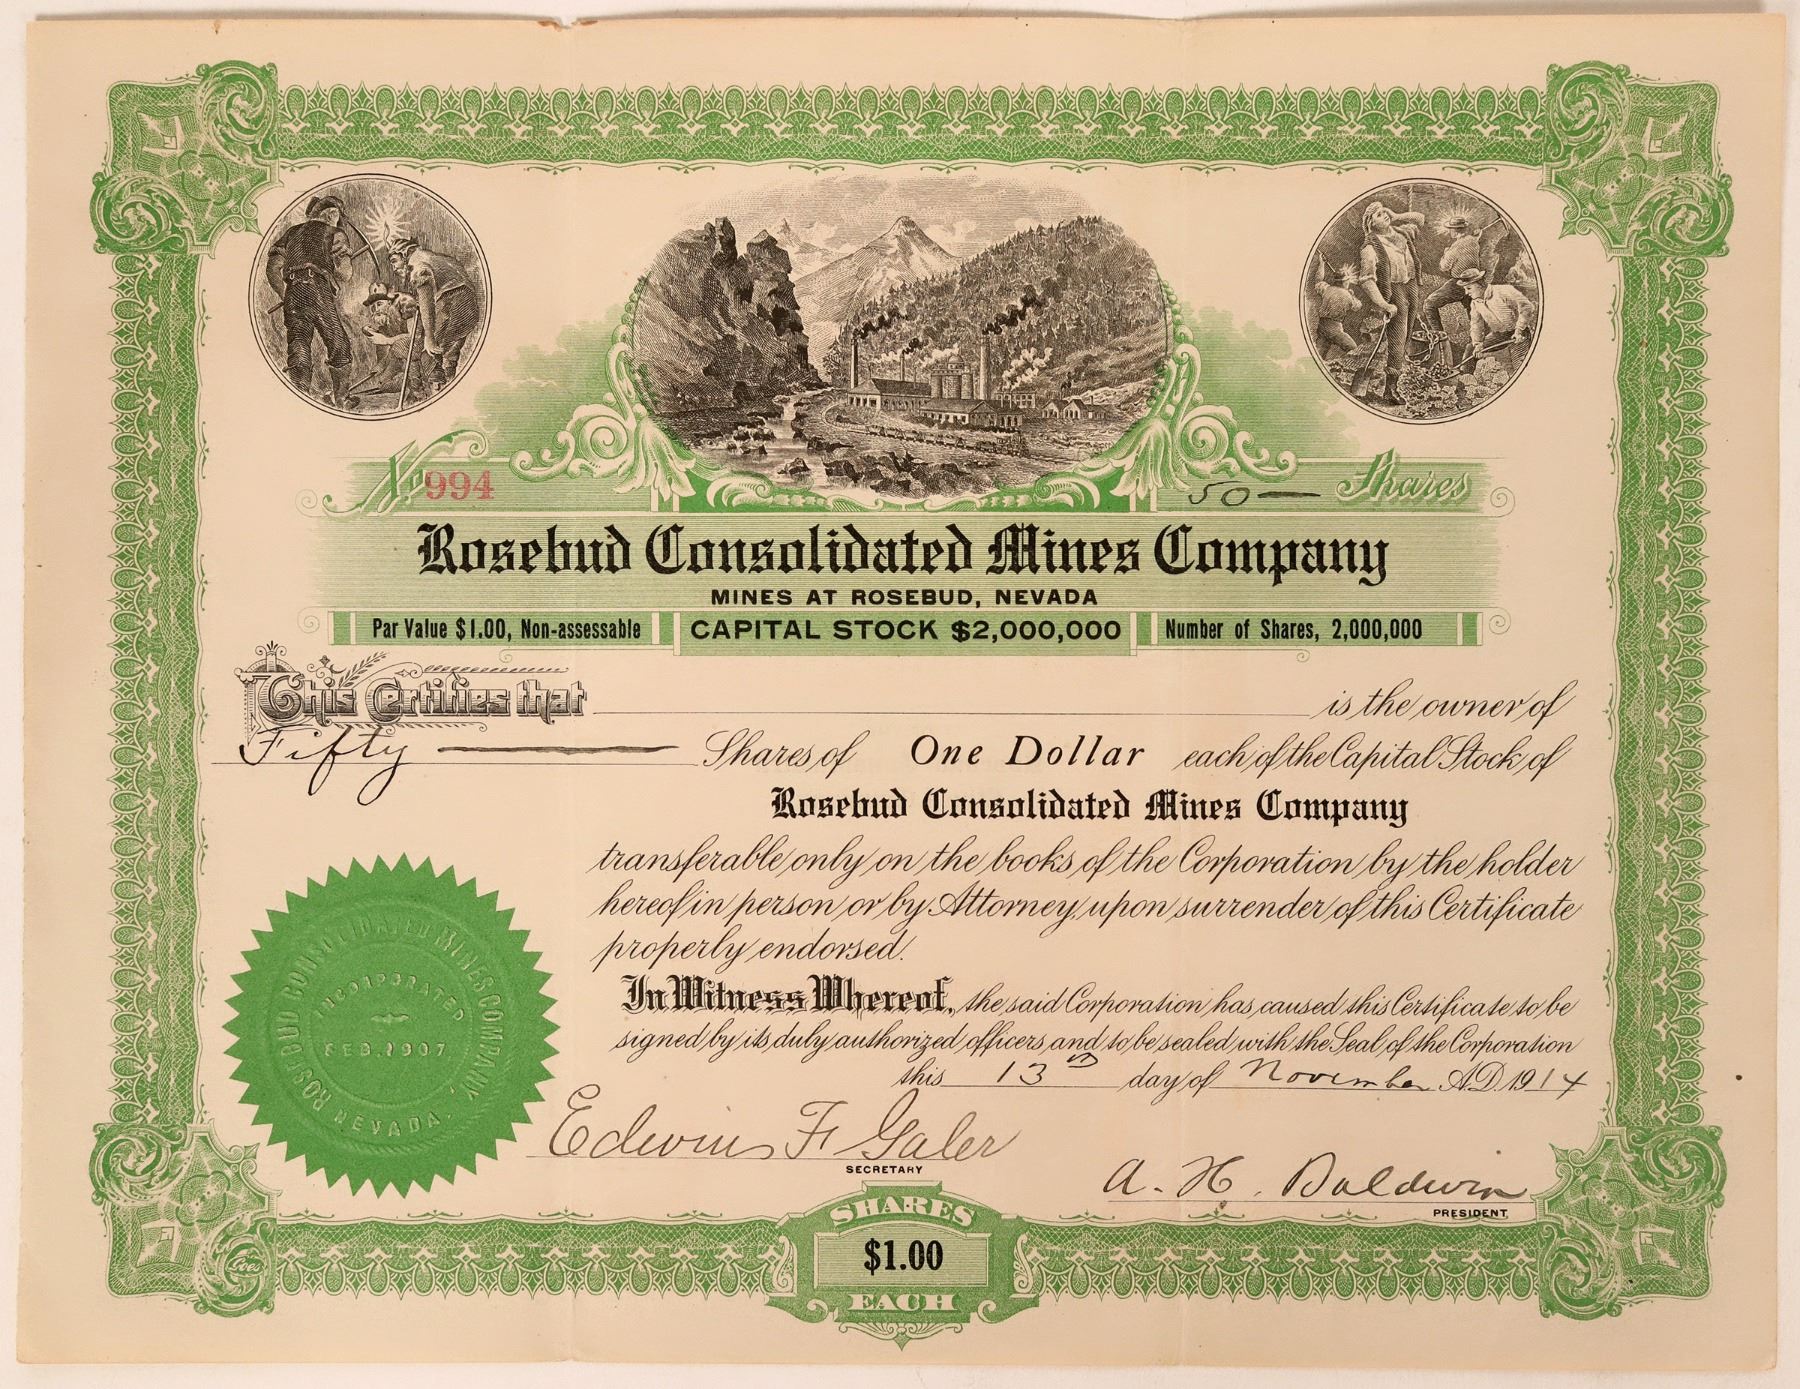 No. 994
50 — Shares
Rosebud Consolidated Mines Company
MINES AT ROSEBUD, NEVADA
Par Value $1.00, Non-assessable CAPITAL STOCK $2,000,000 Number of Shares, 2,000,000
This Certifies that is the owner of
Fifty — Shares of One Dollar each of the Capital Stock of
Rosebud Consolidated Mines Company
transferable only on the books of the Corporation by the holder
hereof in person or by Attorney, upon surrender of this Certificate
properly endorsed.
In Witness Whereof, the said Corporation has caused this Certificate to be
signed by its duly authorized officers and to be sealed with the Seal of the Corporation
this 13th day of November A.D. 1914
ROSEBUD CONSOLIDATED MINES COMPANY,
INCORPORATED
FEB. 1907
NEVADA
Edwin F Galer
SECRETARY
A. H. Baldwin
PRESIDENT
SHARES
$1.00
EACH
Goes